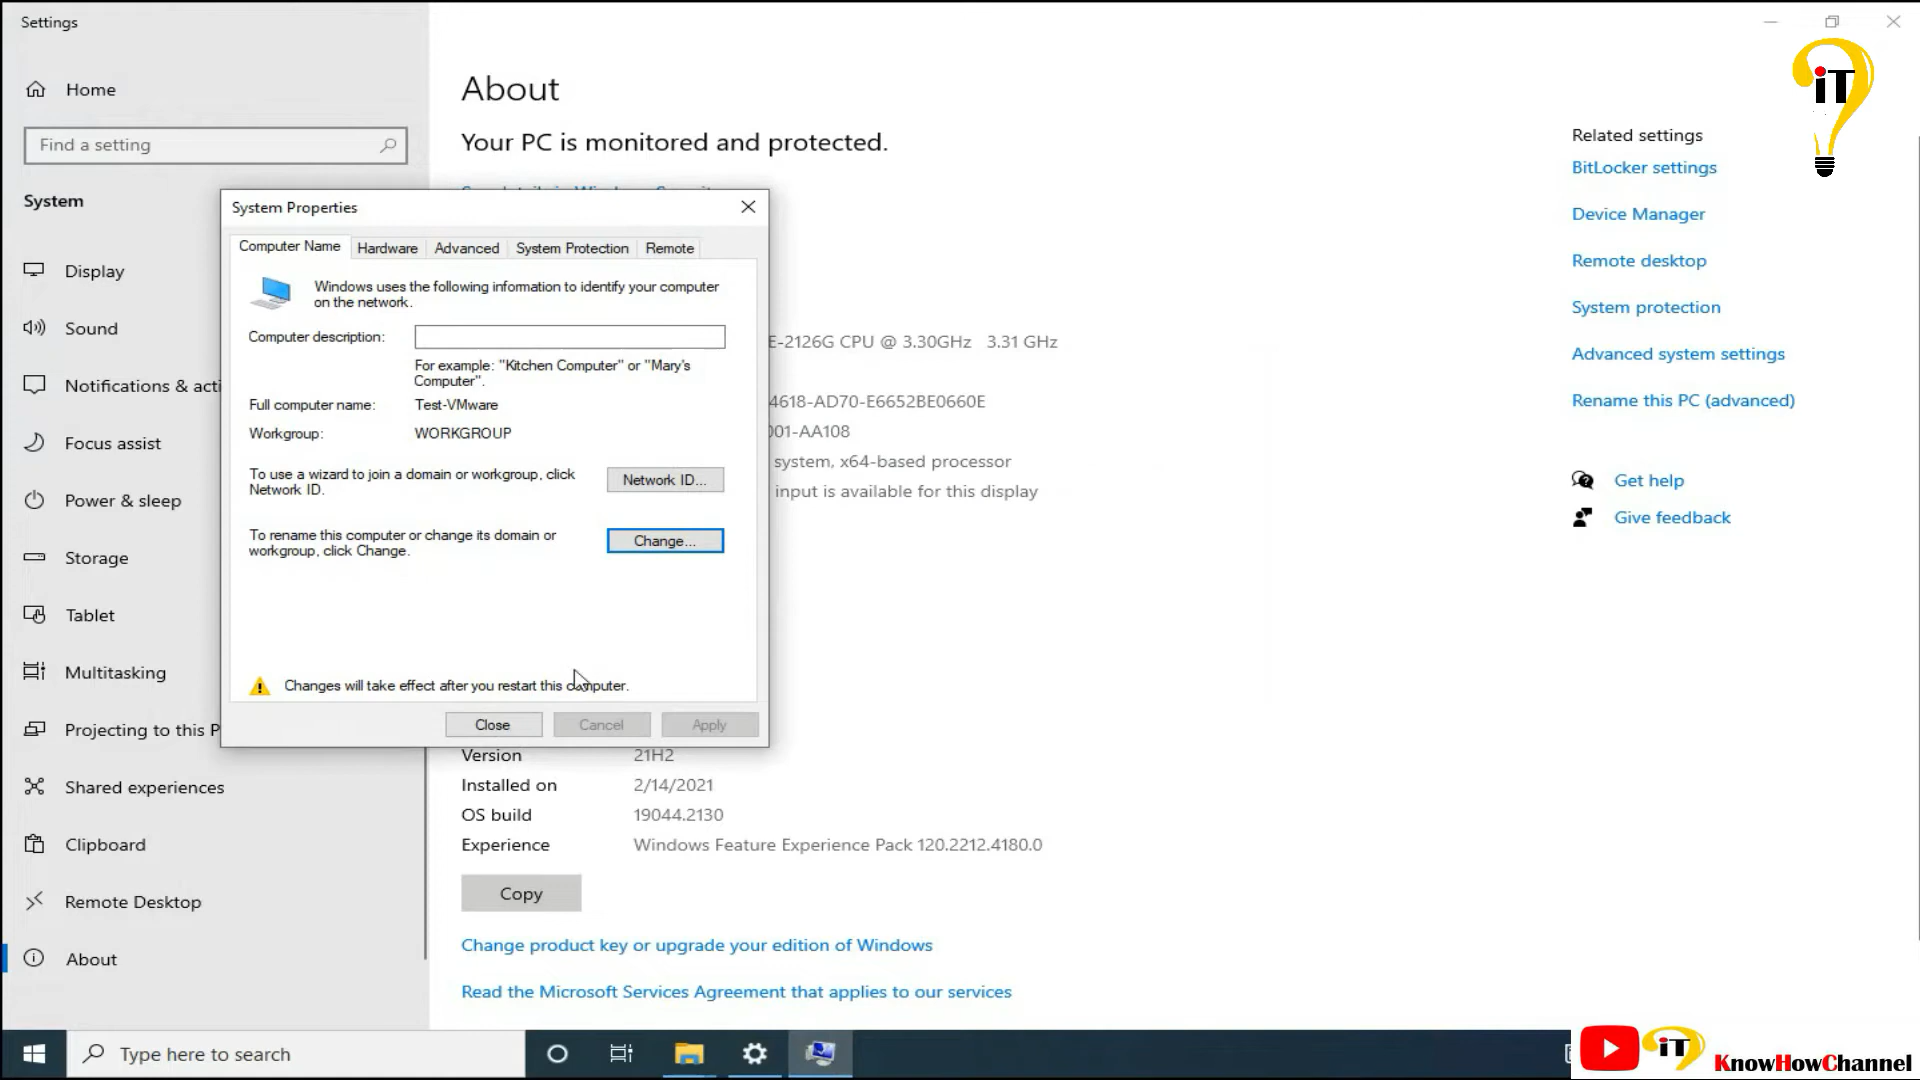 Settings
Home
Find a setting
System
Display
Sound
Notifications & acti
Focus assist
Power & sleep
Storage
Tablet
Multitasking
Projecting to this P
Shared experiences
Clipboard
Remote Desktop
About
About
Your PC is monitored and protected.
System Properties
Computer Name Hardware Advanced System Protection Remote
Windows uses the following information to identify your computer
on the network.
Computer description:
For example: "Kitchen Computer" or "Mary's
Computer".
Full computer name: Test-VMware
Workgroup: WORKGROUP
To use a wizard to join a domain or workgroup, click
Network ID.
Network ID...
To rename this computer or change its domain or
workgroup, click Change.
Change...
Changes will take effect after you restart this computer.
Close Cancel Apply
E-2126G CPU @ 3.30GHz 3.31 GHz
4618-AD70-E6652BE0660E
001-AA108
system, x64-based processor
input is available for this display
Version 21H2
Installed on 2/14/2021
OS build 19044.2130
Experience Windows Feature Experience Pack 120.2212.4180.0
Copy
Change product key or upgrade your edition of Windows
Read the Microsoft Services Agreement that applies to our services
Related settings
BitLocker settings
Device Manager
Remote desktop
System protection
Advanced system settings
Rename this PC (advanced)
Get help
Give feedback
iT
Type here to search
iT
KnowHowChannel